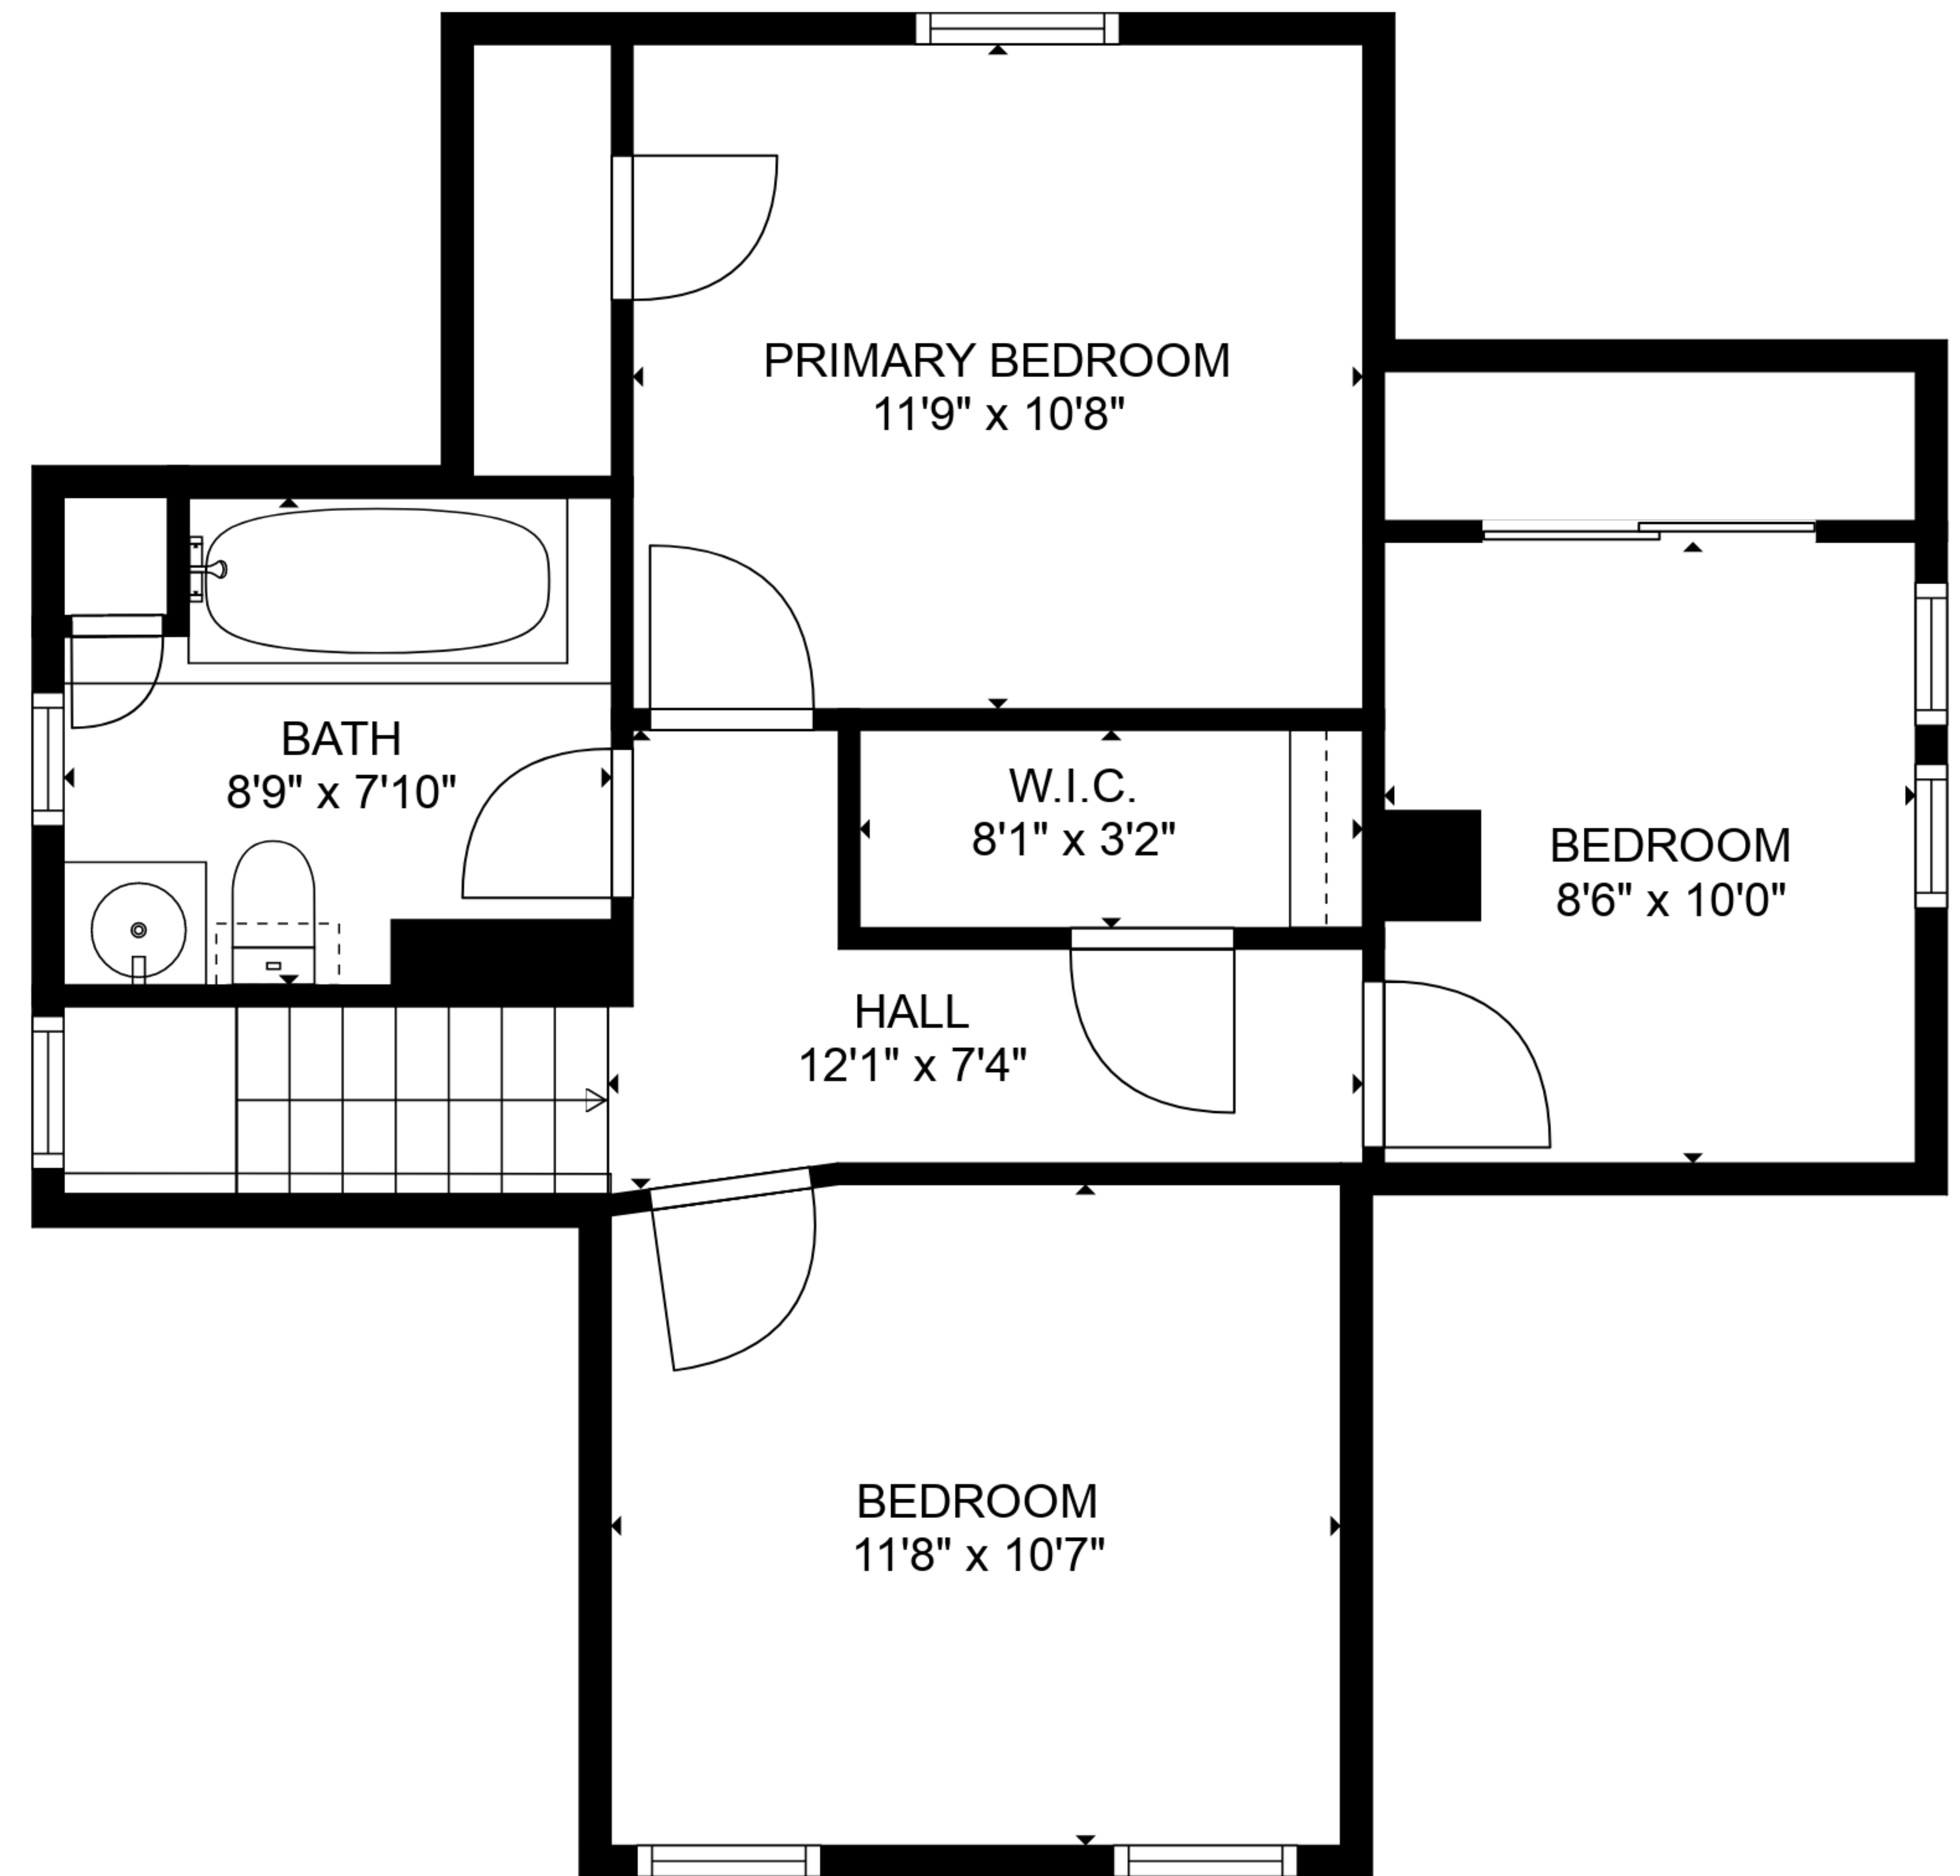 PRIMARY BEDROOM
11'9" x 10'8"
BATH
8'9" x 7'10"
W.I.C.
8'1" x 3'2"
BEDROOM
8'6" x 10'0"
HALL
12'1" x 7'4"
BEDROOM
11'8" x 10'7"